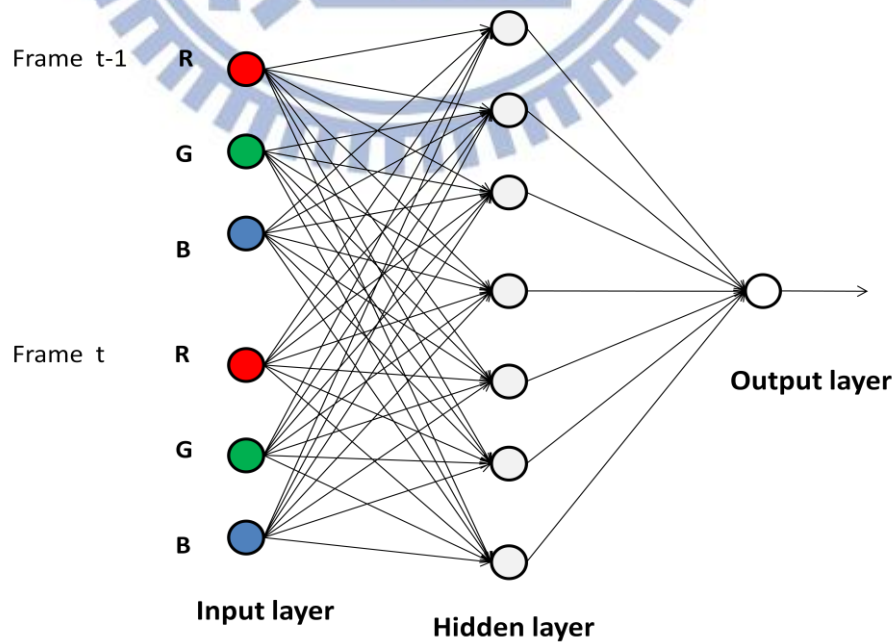 Frame t-1 R
G
B
Frame t R
G
B
Input layer
Hidden layer
Output layer